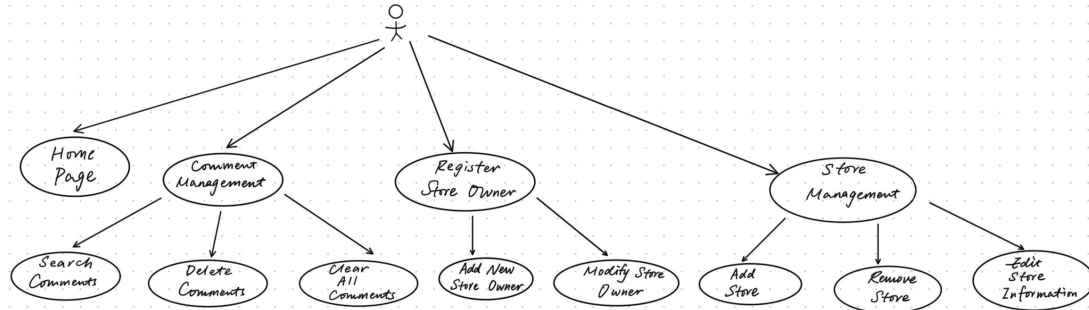 Home
Page
Comment
Management
Register
Store Owner
Store
Management
Search
Comments
Delete
Comments
Clear
All
Comments
Add New
Store Owner
Modify Store
Owner
Add
Store
Remove
Store
Edit
Store
Information